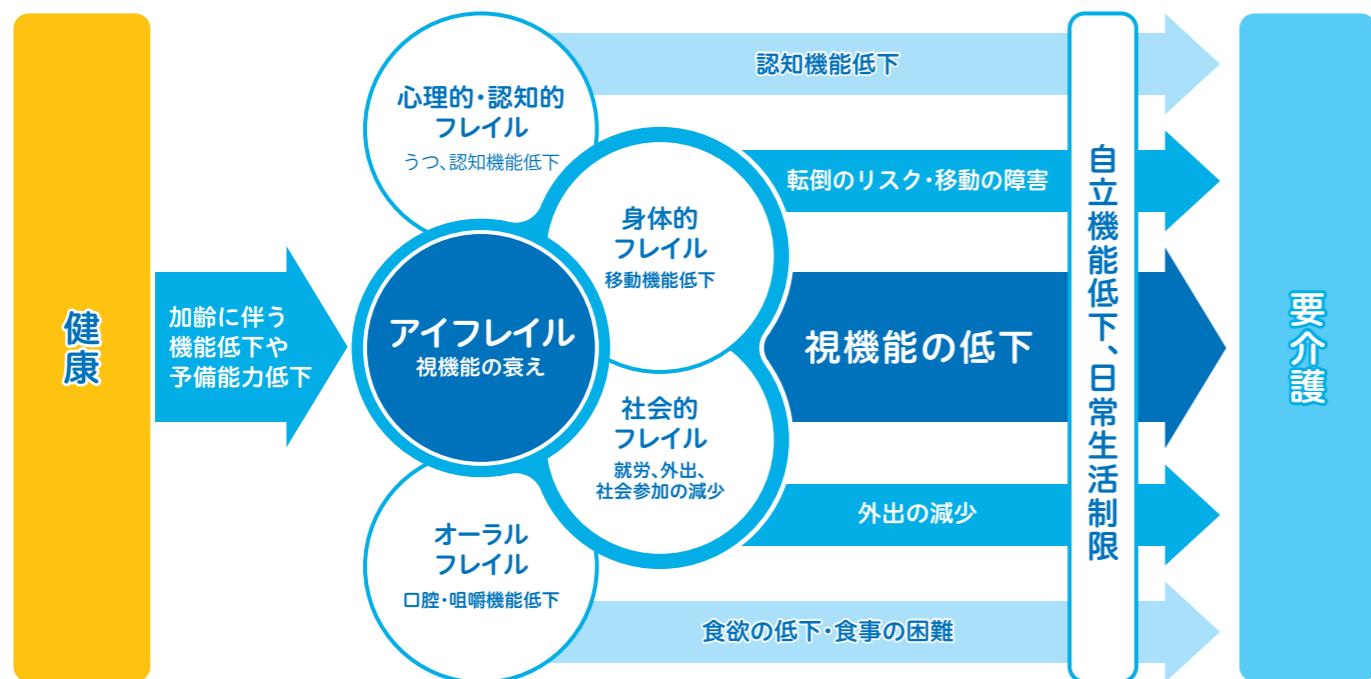 健康
加齢に伴う
機能低下や
予備能力低下
心理的・認知的
フレイル
うつ、認知機能低下
アイフレイル
視機能の衰え
身体的
フレイル
移動機能低下
社会的
フレイル
就労、外出、
社会参加の減少
オーラル
フレイル
口腔・咀嚼機能低下
認知機能低下
転倒のリスク・移動の障害
視機能の低下
外出の減少
食欲の低下・食事の困難
自立機能低下、日常生活制限
要介護